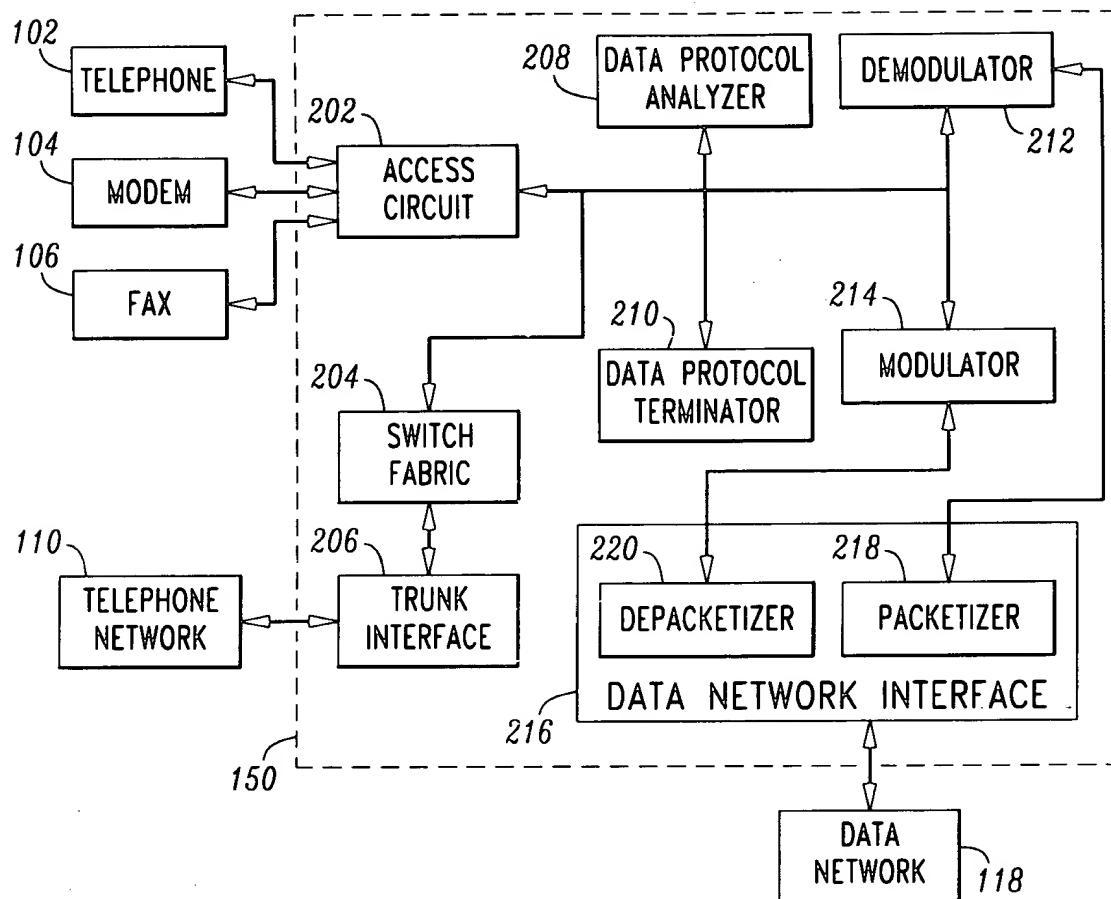 102
TELEPHONE
104
MODEM
106
FAX
202
ACCESS
CIRCUIT
208
DATA PROTOCOL
ANALYZER
DEMODULATOR
212
204
SWITCH
FABRIC
210
DATA PROTOCOL
TERMINATOR
214
MODULATOR
110
TELEPHONE
NETWORK
206
TRUNK
INTERFACE
220
DEPACKETIZER
218
PACKETIZER
DATA NETWORK INTERFACE
216
150
DATA
NETWORK
118